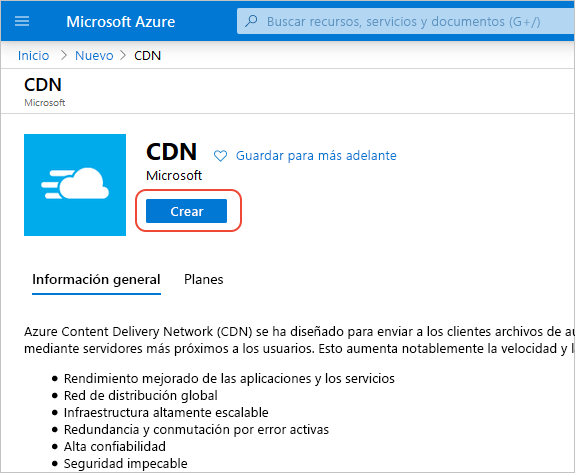 Microsoft Azure
Buscar recursos, servicios y documentos (G+/)
Inicio > Nuevo > CDN
CDN
Microsoft
CDN
Guardar para más adelante
Microsoft
Crear
Información general Planes
Azure Content Delivery Network (CDN) se ha diseñado para enviar a los clientes archivos de
mediante servidores más próximos a los usuarios. Esto aumenta notablemente la velocidad y
• Rendimiento mejorado de las aplicaciones y los servicios
• Red de distribución global
• Infraestructura altamente escalable
• Redundancia y conmutación por error activas
• Alta confiabilidad
• Seguridad impecable